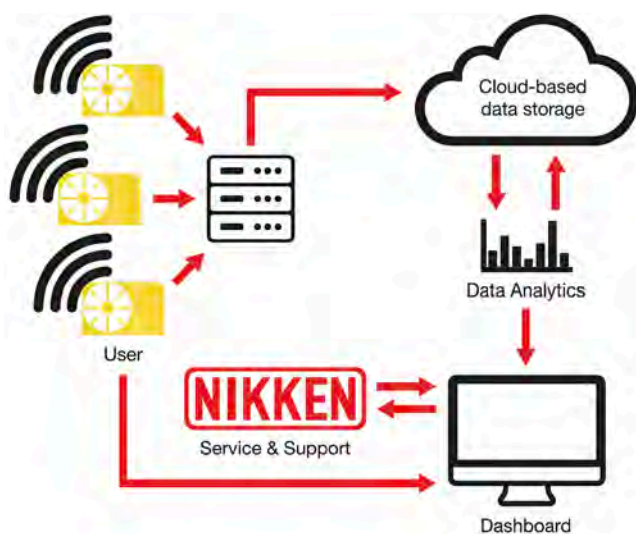 Cloud-based
data storage
Data Analytics
User
NIKKEN
Service & Support
Dashboard